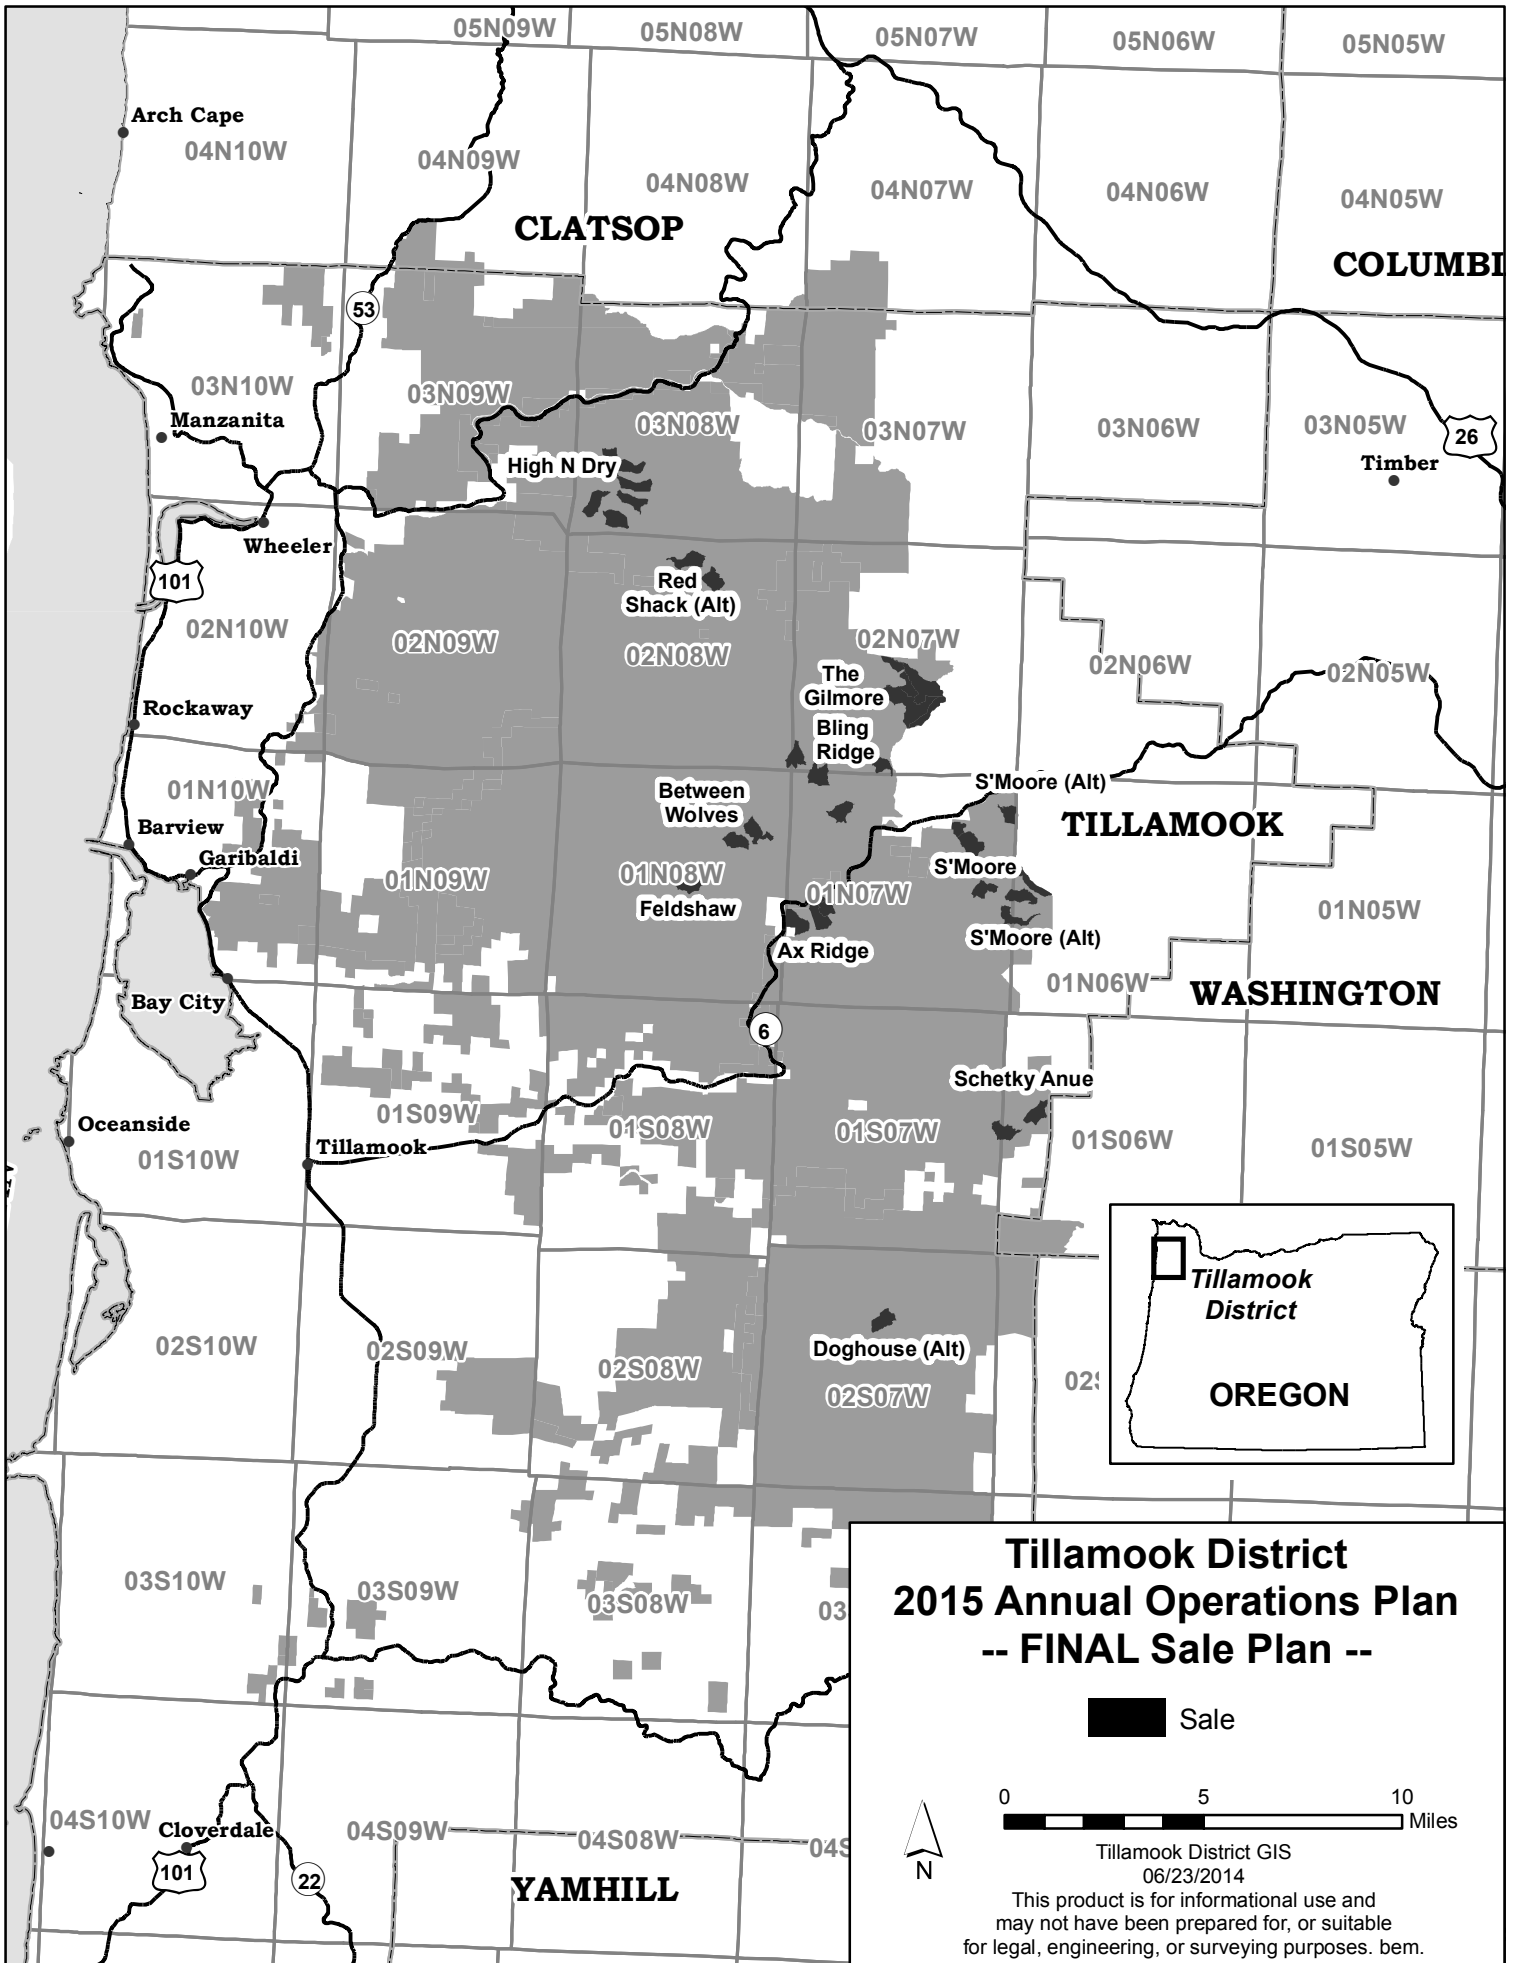 05N09W
05N08W
05N07W
05N06W
05N05W
Arch Cape
04N10W
04N09W
04N08W
04N07W
04N06W
04N05W
CLATSOP
COLUMBI
53
03N10W
03N09W
03N08W
03N07W
03N06W
03N05W
26
Manzanita
Timber
High N Dry
Wheeler
101
Red
Shack (Alt)
02N10W
02N09W
02N08W
02N07W
02N06W
02N05W
The
Gilmore
Rockaway
Bling
Ridge
01N10W
Between
Wolves
S'Moore (Alt)
TILLAMOOK
Barview
Garibaldi
01N09W
01N08W
01N07W
S'Moore
Feldshaw
01N05W
Ax Ridge
S'Moore (Alt)
01N06W
WASHINGTON
Bay City
6
Schetky Anue
Oceanside
01S09W
01S08W
01S07W
01S06W
01S05W
Tillamook
01S10W
Tillamook
District
OREGON
02S10W
02S09W
02S08W
Doghouse (Alt)
02S07W
02S
03S10W
03S09W
03S08W
03
Tillamook District
2015 Annual Operations Plan
-- FINAL Sale Plan --
Sale
0 5 10
Miles
N
Tillamook District GIS
06/23/2014
This product is for informational use and
may not have been prepared for, or suitable
for legal, engineering, or surveying purposes. bem.
04S10W
Cloverdale
04S09W
04S08W
04S
101
22
YAMHILL